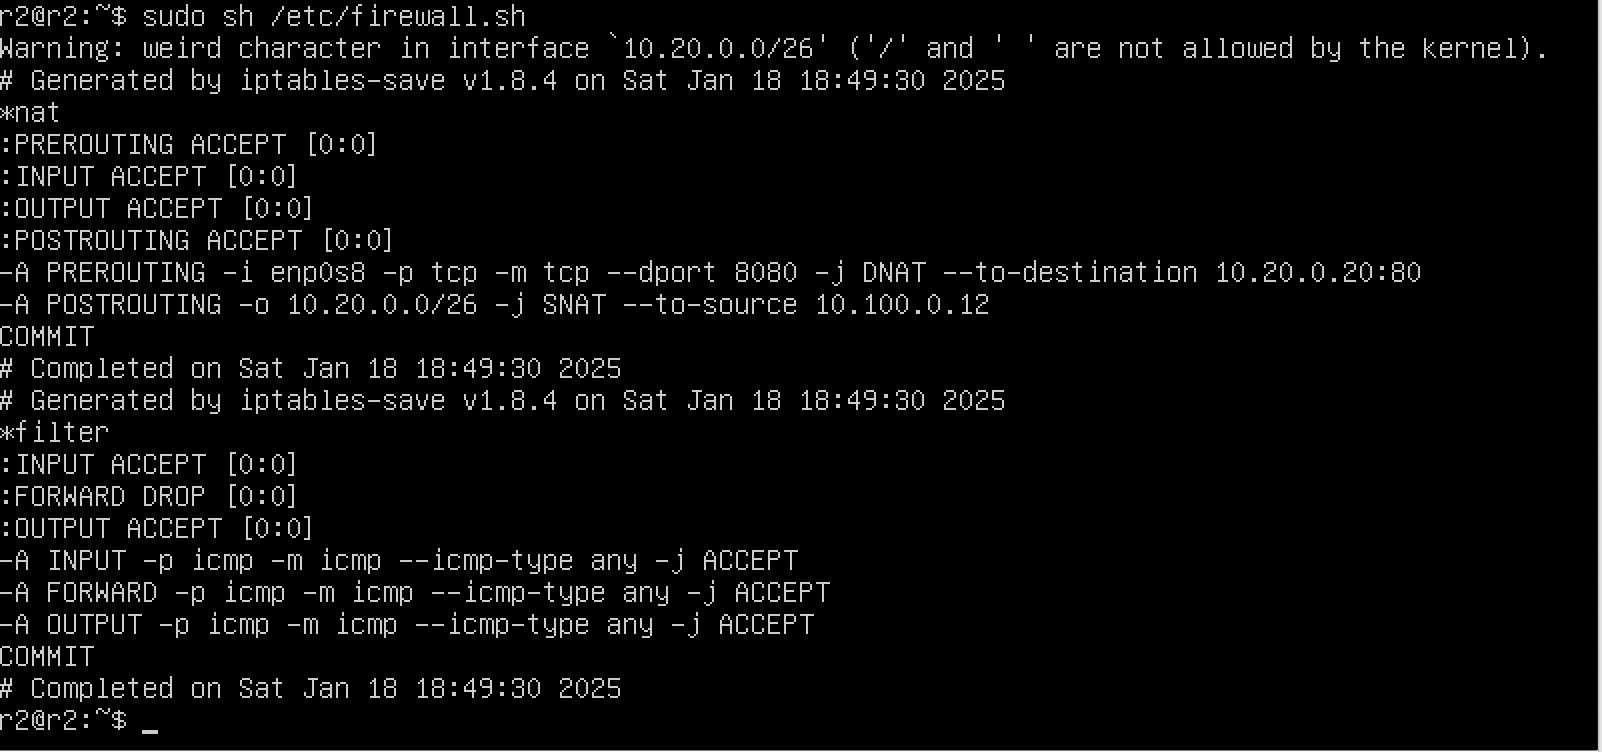 r2@r2:~$ sudo sh /etc/firewall.sh
Warning: weird character in interface `10.20.0.0/26' ('/' and ' ' are not allowed by the kernel).
# Generated by iptables-save v1.8.4 on Sat Jan 18 18:49:30 2025
*nat
:PREROUTING ACCEPT [0:0]
:INPUT ACCEPT [0:0]
:OUTPUT ACCEPT [0:0]
:POSTROUTING ACCEPT [0:0]
-A PREROUTING -i enp0s8 -p tcp -m tcp --dport 8080 -j DNAT --to-destination 10.20.0.20:80
-A POSTROUTING -o 10.20.0.0/26 -j SNAT --to-source 10.100.0.12
COMMIT
# Completed on Sat Jan 18 18:49:30 2025
# Generated by iptables-save v1.8.4 on Sat Jan 18 18:49:30 2025
*filter
:INPUT ACCEPT [0:0]
:FORWARD DROP [0:0]
:OUTPUT ACCEPT [0:0]
-A INPUT -p icmp -m icmp --icmp-type any -j ACCEPT
-A FORWARD -p icmp -m icmp --icmp-type any -j ACCEPT
-A OUTPUT -p icmp -m icmp --icmp-type any -j ACCEPT
COMMIT
# Completed on Sat Jan 18 18:49:30 2025
r2@r2:~$ _